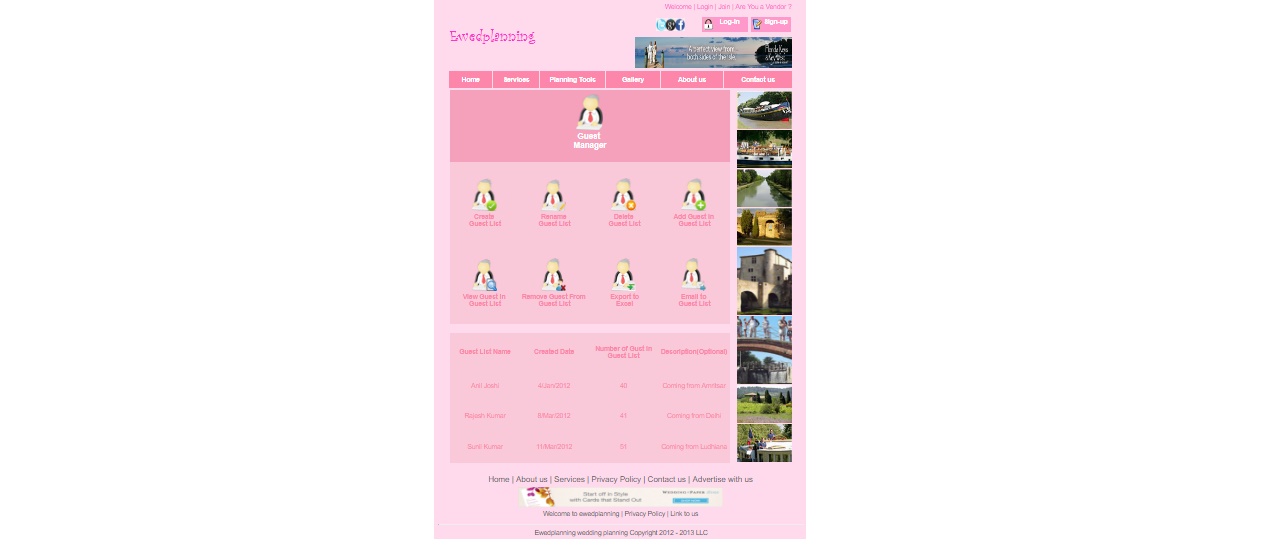 Welcome | Login | Join | Are You a Vendor ?
Log-In
Sign-up
Ewedplanning
A perfect view from
both sides of the isle.
Florida Keys
& Key West
Home
Services
Planning Tools
Gallery
About us
Contact us
Guest
Manager
Create
Guest List
Rename
Guest List
Delete
Guest List
Add Guest In
Guest List
View Guest In
Guest List
Remove Guest From
Guest List
Export to
Excel
Email to
Guest List
Guest List Name
Created Date
Number of Gust In
Guest List
Description(Optional)
Anil Joshi
4/Jan/2012
40
Coming from Amritsar
Rajesh Kumar
8/Mar/2012
41
Coming from Delhi
Sunil Kumar
11/Mar/2012
51
Coming from Ludhiana
Home | About us | Services | Privacy Policy | Contact us | Advertise with us
Start off in Style
with Cards that Stand Out
Welcome to ewedplanning | Privacy Policy | Link to us
Ewedplanning wedding planning Copyright 2012 - 2013 LLC